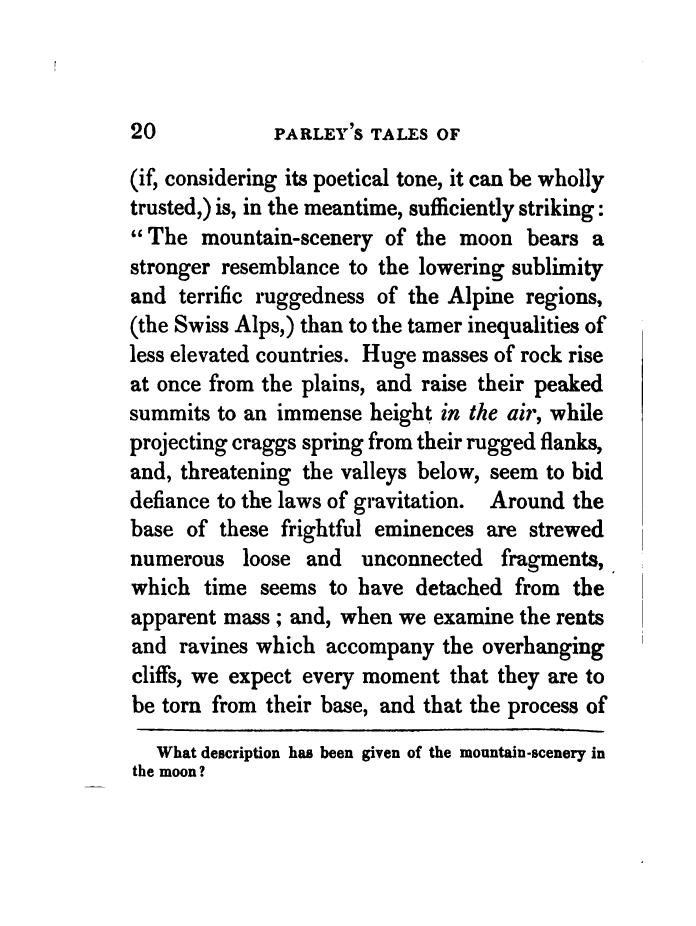 20 PARLEY'S TALES OF
(if, considering its poetical tone, it can be wholly
trusted,) is, in the meantime, sufficiently striking:
"The mountain-scenery of the moon bears a
stronger resemblance to the lowering sublimity
and terrific ruggedness of the Alpine regions,
(the Swiss Alps,) than to the tamer inequalities of
less elevated countries. Huge masses of rock rise
at once from the plains, and raise their peaked
summits to an immense height in the air, while
projecting craggs spring from their rugged flanks,
and, threatening the valleys below, seem to bid
defiance to the laws of gravitation. Around the
base of these frightful eminences are strewed
numerous loose and unconnected fragments,
which time seems to have detached from the
apparent mass; and, when we examine the rents
and ravines which accompany the overhanging
cliffs, we expect every moment that they are to
be torn from their base, and that the process of
What description has been given of the mountain-scenery in
the moon?